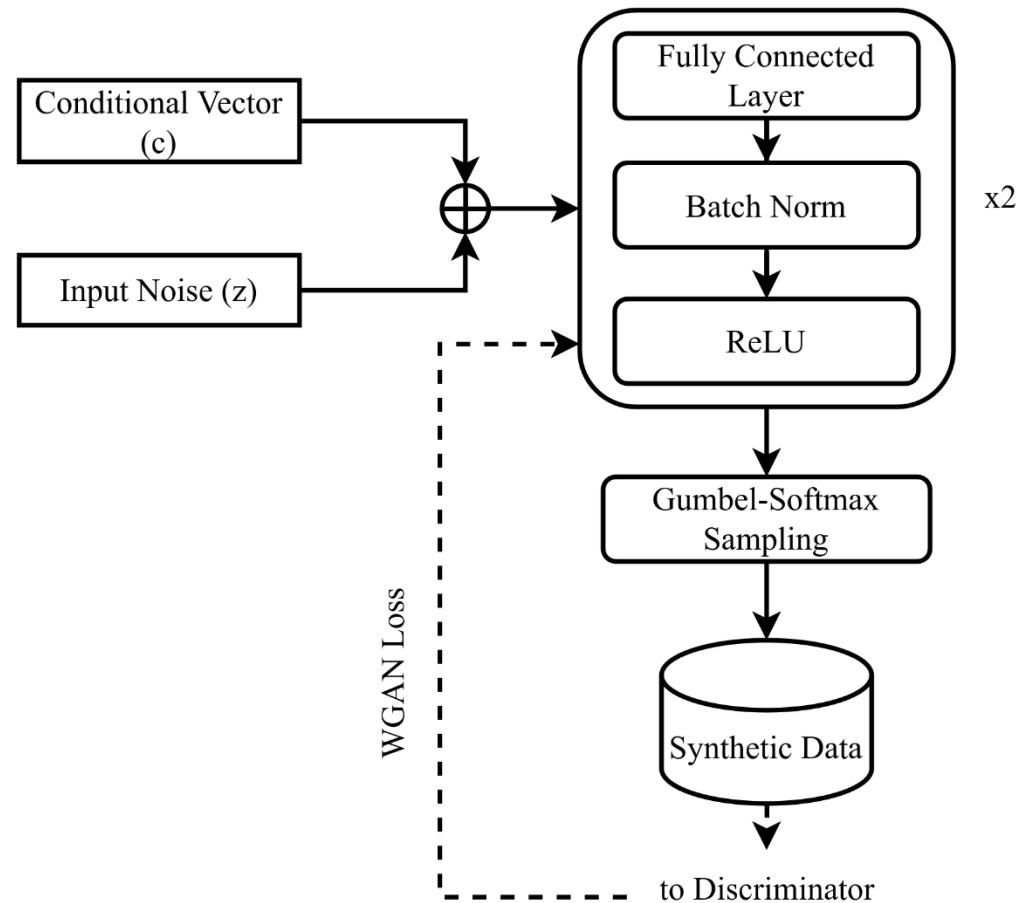 Conditional Vector
(c)
Input Noise (z)
Fully Connected
Layer
Batch Norm
ReLU
x2
Gumbel-Softmax
Sampling
Synthetic Data
WGAN Loss
to Discriminator